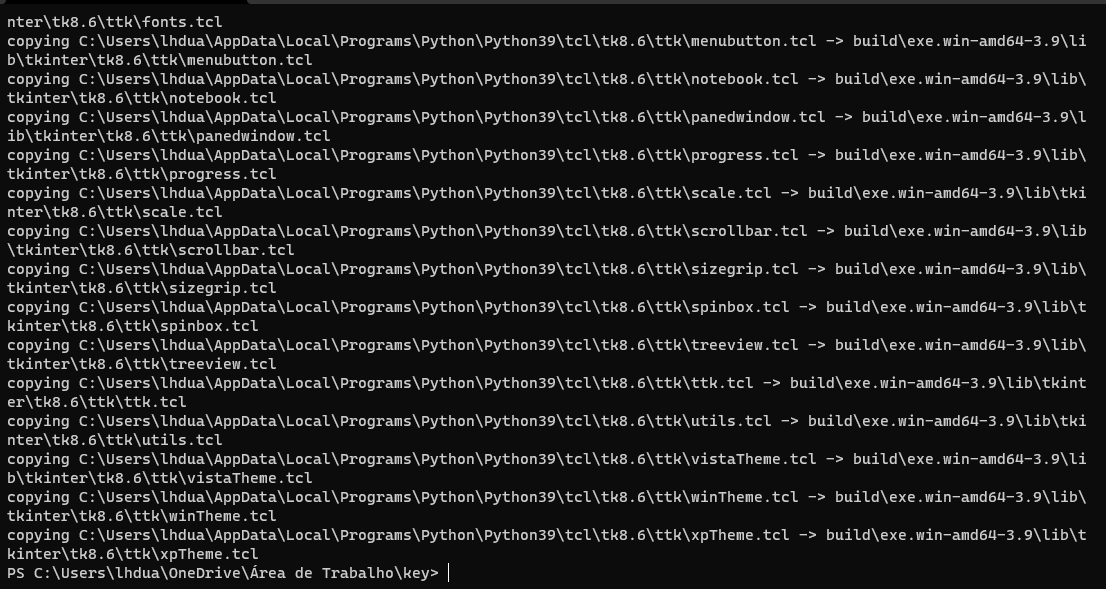 nter\tk8.6\ttk\fonts.tcl
copying C:\Users\lhdua\AppData\Local\Programs\Python\Python39\tcl\tk8.6\ttk\menubutton.tcl -> build\exe.win-amd64-3.9\li
b\tkinter\tk8.6\ttk\menubutton.tcl
copying C:\Users\lhdua\AppData\Local\Programs\Python\Python39\tcl\tk8.6\ttk\notebook.tcl -> build\exe.win-amd64-3.9\lib\
tkinter\tk8.6\ttk\notebook.tcl
copying C:\Users\lhdua\AppData\Local\Programs\Python\Python39\tcl\tk8.6\ttk\panedwindow.tcl -> build\exe.win-amd64-3.9\l
ib\tkinter\tk8.6\ttk\panedwindow.tcl
copying C:\Users\lhdua\AppData\Local\Programs\Python\Python39\tcl\tk8.6\ttk\progress.tcl -> build\exe.win-amd64-3.9\lib\
tkinter\tk8.6\ttk\progress.tcl
copying C:\Users\lhdua\AppData\Local\Programs\Python\Python39\tcl\tk8.6\ttk\scale.tcl -> build\exe.win-amd64-3.9\lib\tki
nter\tk8.6\ttk\scale.tcl
copying C:\Users\lhdua\AppData\Local\Programs\Python\Python39\tcl\tk8.6\ttk\scrollbar.tcl -> build\exe.win-amd64-3.9\lib
\tkinter\tk8.6\ttk\scrollbar.tcl
copying C:\Users\lhdua\AppData\Local\Programs\Python\Python39\tcl\tk8.6\ttk\sizegrip.tcl -> build\exe.win-amd64-3.9\lib\
tkinter\tk8.6\ttk\sizegrip.tcl
copying C:\Users\lhdua\AppData\Local\Programs\Python\Python39\tcl\tk8.6\ttk\spinbox.tcl -> build\exe.win-amd64-3.9\lib\t
kinter\tk8.6\ttk\spinbox.tcl
copying C:\Users\lhdua\AppData\Local\Programs\Python\Python39\tcl\tk8.6\ttk\treeview.tcl -> build\exe.win-amd64-3.9\lib\
tkinter\tk8.6\ttk\treeview.tcl
copying C:\Users\lhdua\AppData\Local\Programs\Python\Python39\tcl\tk8.6\ttk\ttk.tcl -> build\exe.win-amd64-3.9\lib\tkint
er\tk8.6\ttk\ttk.tcl
copying C:\Users\lhdua\AppData\Local\Programs\Python\Python39\tcl\tk8.6\ttk\utils.tcl -> build\exe.win-amd64-3.9\lib\tki
nter\tk8.6\ttk\utils.tcl
copying C:\Users\lhdua\AppData\Local\Programs\Python\Python39\tcl\tk8.6\ttk\vistaTheme.tcl -> build\exe.win-amd64-3.9\li
b\tkinter\tk8.6\ttk\vistaTheme.tcl
copying C:\Users\lhdua\AppData\Local\Programs\Python\Python39\tcl\tk8.6\ttk\winTheme.tcl -> build\exe.win-amd64-3.9\lib\
tkinter\tk8.6\ttk\winTheme.tcl
copying C:\Users\lhdua\AppData\Local\Programs\Python\Python39\tcl\tk8.6\ttk\xpTheme.tcl -> build\exe.win-amd64-3.9\lib\t
kinter\tk8.6\ttk\xpTheme.tcl
PS C:\Users\lhdua\OneDrive\Área de Trabalho\key>